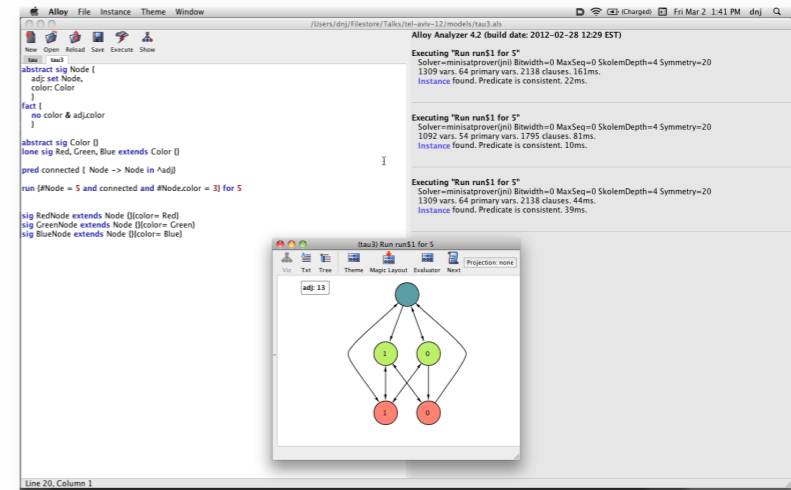 Alloy File Instance Theme Window (Charged) Fri Mar 2 1:41 PM dnj
/Users/dnj/Filestore/Talks/tel-aviv-12/models/tau3.als
New Open Reload Save Execute Show
tau tau3
abstract sig Node {
adj: set Node,
color: Color
}
fact {
no color & adj.color
}
abstract sig Color {}
lone sig Red, Green, Blue extends Color {}
pred connected { Node -> Node in ^adj}
run {#Node = 5 and connected and #Node.color = 3} for 5
sig RedNode extends Node {}{color= Red}
sig GreenNode extends Node {}{color= Green}
sig BlueNode extends Node {}{color= Blue}
Line 20, Column 1
Alloy Analyzer 4.2 (build date: 2012-02-28 12:29 EST)
Executing "Run run$1 for 5"
Solver=minisatprover(jni) Bitwidth=0 MaxSeq=0 SkolemDepth=4 Symmetry=20
1309 vars. 64 primary vars. 2138 clauses. 161ms.
Instance found. Predicate is consistent. 22ms.
Executing "Run run$1 for 5"
Solver=minisatprover(jni) Bitwidth=0 MaxSeq=0 SkolemDepth=4 Symmetry=20
1092 vars. 54 primary vars. 1795 clauses. 81ms.
Instance found. Predicate is consistent. 10ms.
Executing "Run run$1 for 5"
Solver=minisatprover(jni) Bitwidth=0 MaxSeq=0 SkolemDepth=4 Symmetry=20
1309 vars. 64 primary vars. 2138 clauses. 44ms.
Instance found. Predicate is consistent. 39ms.
(tau3) Run run$1 for 5
Viz Txt Tree Theme Magic Layout Evaluator Next Projection: none
adj: 13
1 0
1 0